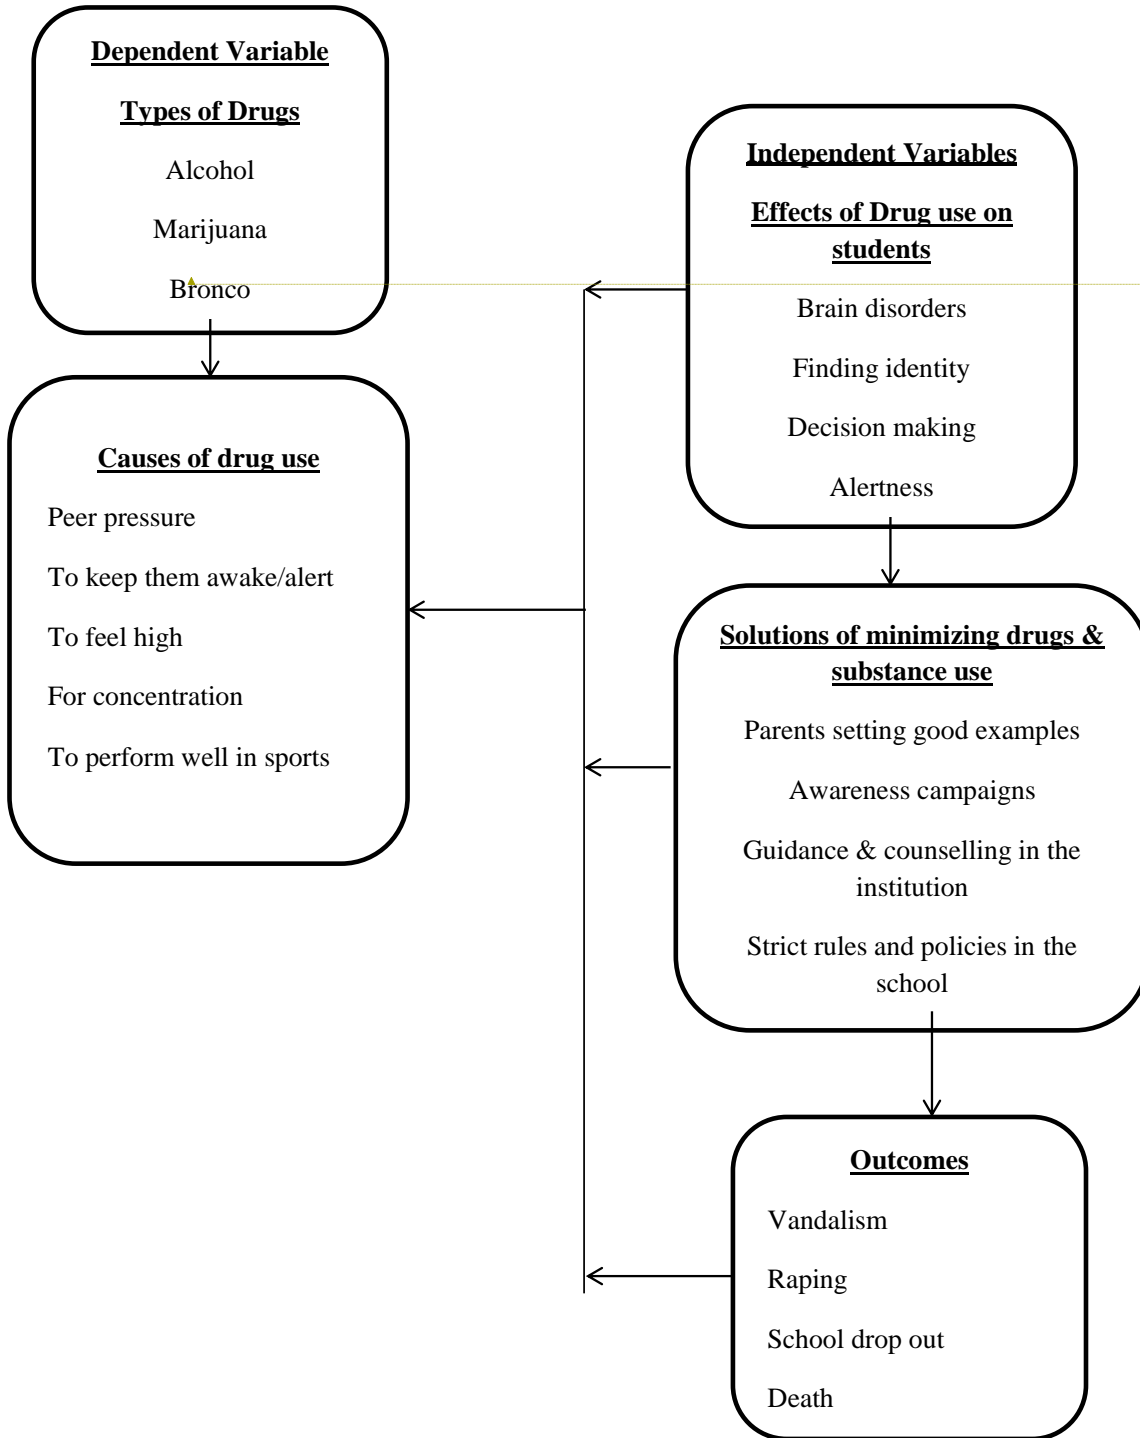 Dependent Variable
Types of Drugs
Alcohol
Marijuana
Bronco
Causes of drug use
Peer pressure
To keep them awake/alert
To feel high
For concentration
To perform well in sports
Independent Variables
Effects of Drug use on
students
Brain disorders
Finding identity
Decision making
Alertness
Solutions of minimizing drugs &
substance use
Parents setting good examples
Awareness campaigns
Guidance & counselling in the
institution
Strict rules and policies in the
school
Outcomes
Vandalism
Raping
School drop out
Death